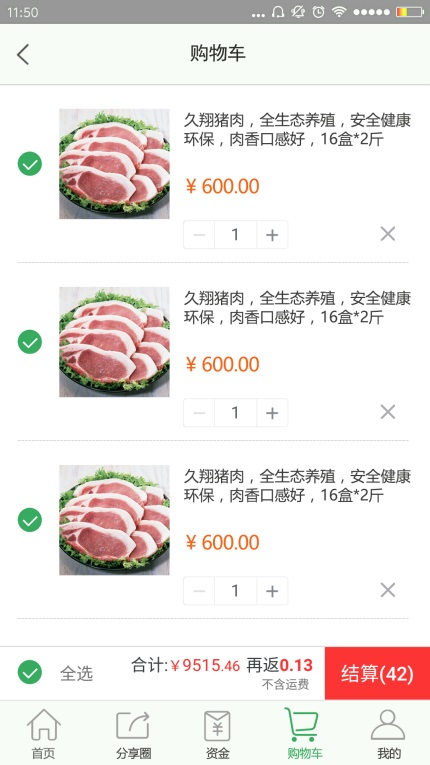 11:50
购物车
久翔猪肉，全生态养殖，安全健康
环保，肉香口感好，16盒*2斤
￥600.00
1
久翔猪肉，全生态养殖，安全健康
环保，肉香口感好，16盒*2斤
￥600.00
1
久翔猪肉，全生态养殖，安全健康
环保，肉香口感好，16盒*2斤
￥600.00
1
全选 合计:￥9515.46 再返0.13 结算(42)
不含运费
首页 分享圈 资金 购物车 我的